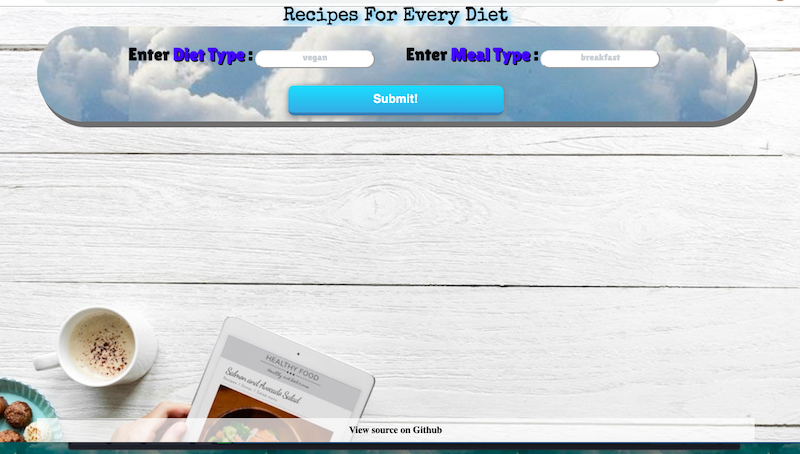 Recipes For Every Diet
Enter Diet Type : vegan Enter Meal Type : breakfast
Submit!
HEALTHY FOOD
Salmon and Avocado Salad
View source on Github